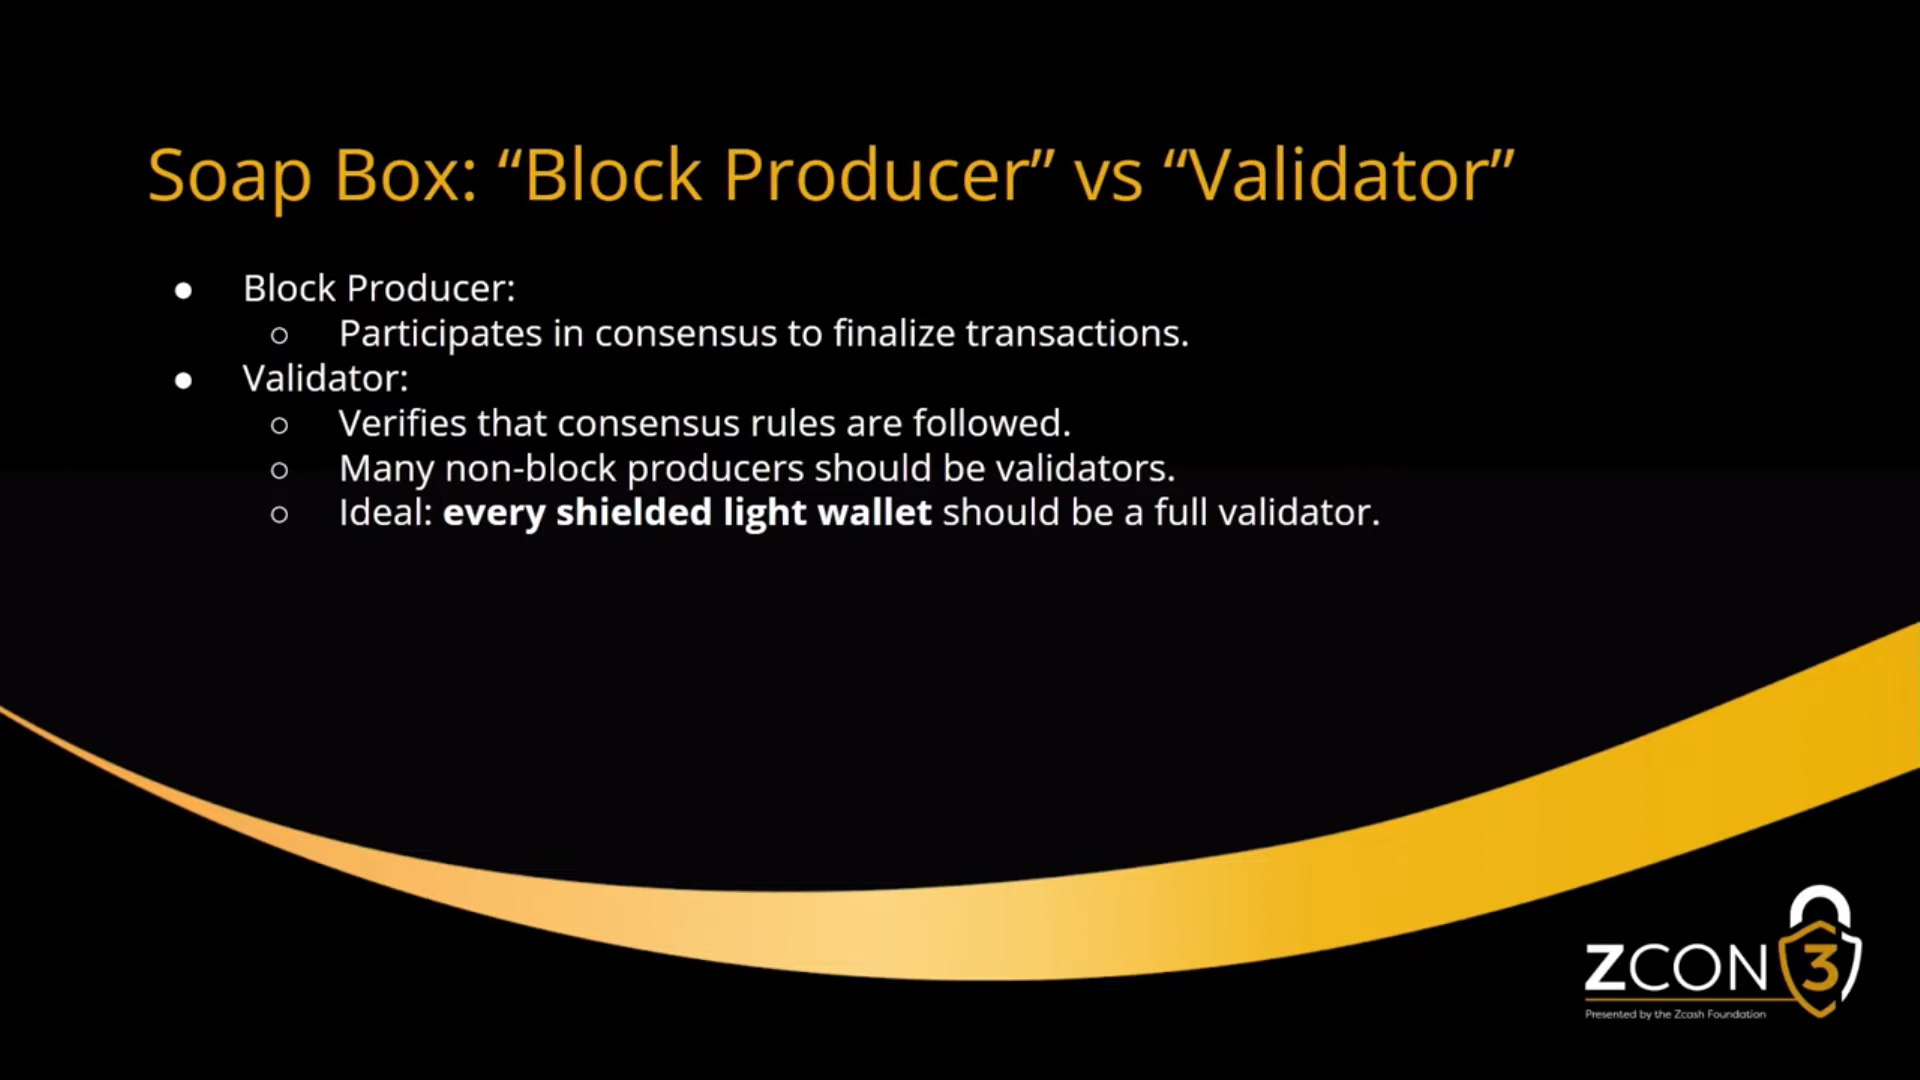 Soap Box: “Block Producer” vs “Validator”
● Block Producer:
○ Participates in consensus to finalize transactions.
● Validator:
○ Verifies that consensus rules are followed.
○ Many non-block producers should be validators.
○ Ideal: every shielded light wallet should be a full validator.
ZCON 3
Presented by the Zcash Foundation